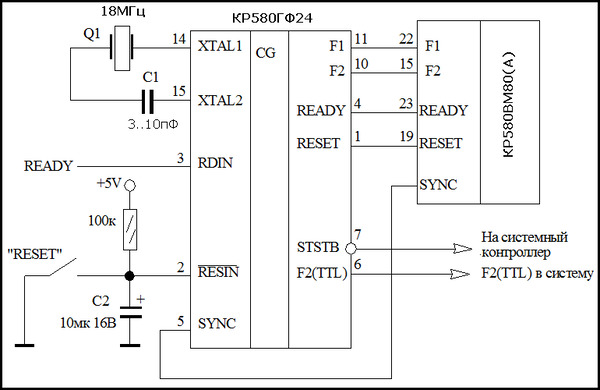 18МГц
КР580ГФ24
Q1
14
XTAL1
CG
F1
11
22
F1
F2
10
15
F2
C1
15
XTAL2
3..10пФ
READY
4
23
READY
КР580ВМ80(А)
RESET
1
19
RESET
READY
3
RDIN
+5V
SYNC
100к
7
STSTB
На системный
контроллер
"RESET"
2
RESIN
F2(TTL)
6
F2(TTL) в систему
C2
+
10мк 16В
5
SYNC